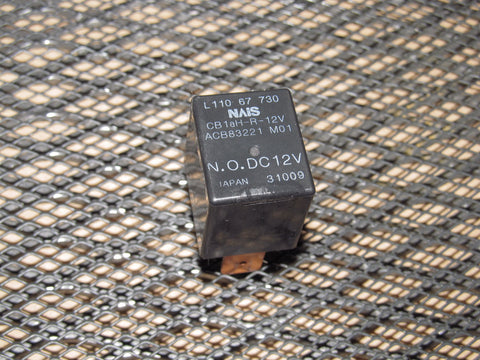 L110 67 730
NAIS
CB1aH-R-12V
ACB83221 M01
N.O.DC12V
JAPAN 31009